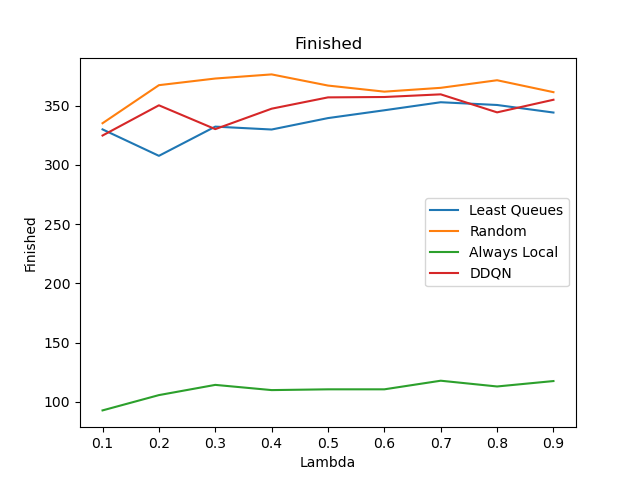 Finished
Finished
350
300
250
200
150
100
Least Queues
Random
Always Local
DDQN
0.1 0.2 0.3 0.4 0.5 0.6 0.7 0.8 0.9
Lambda